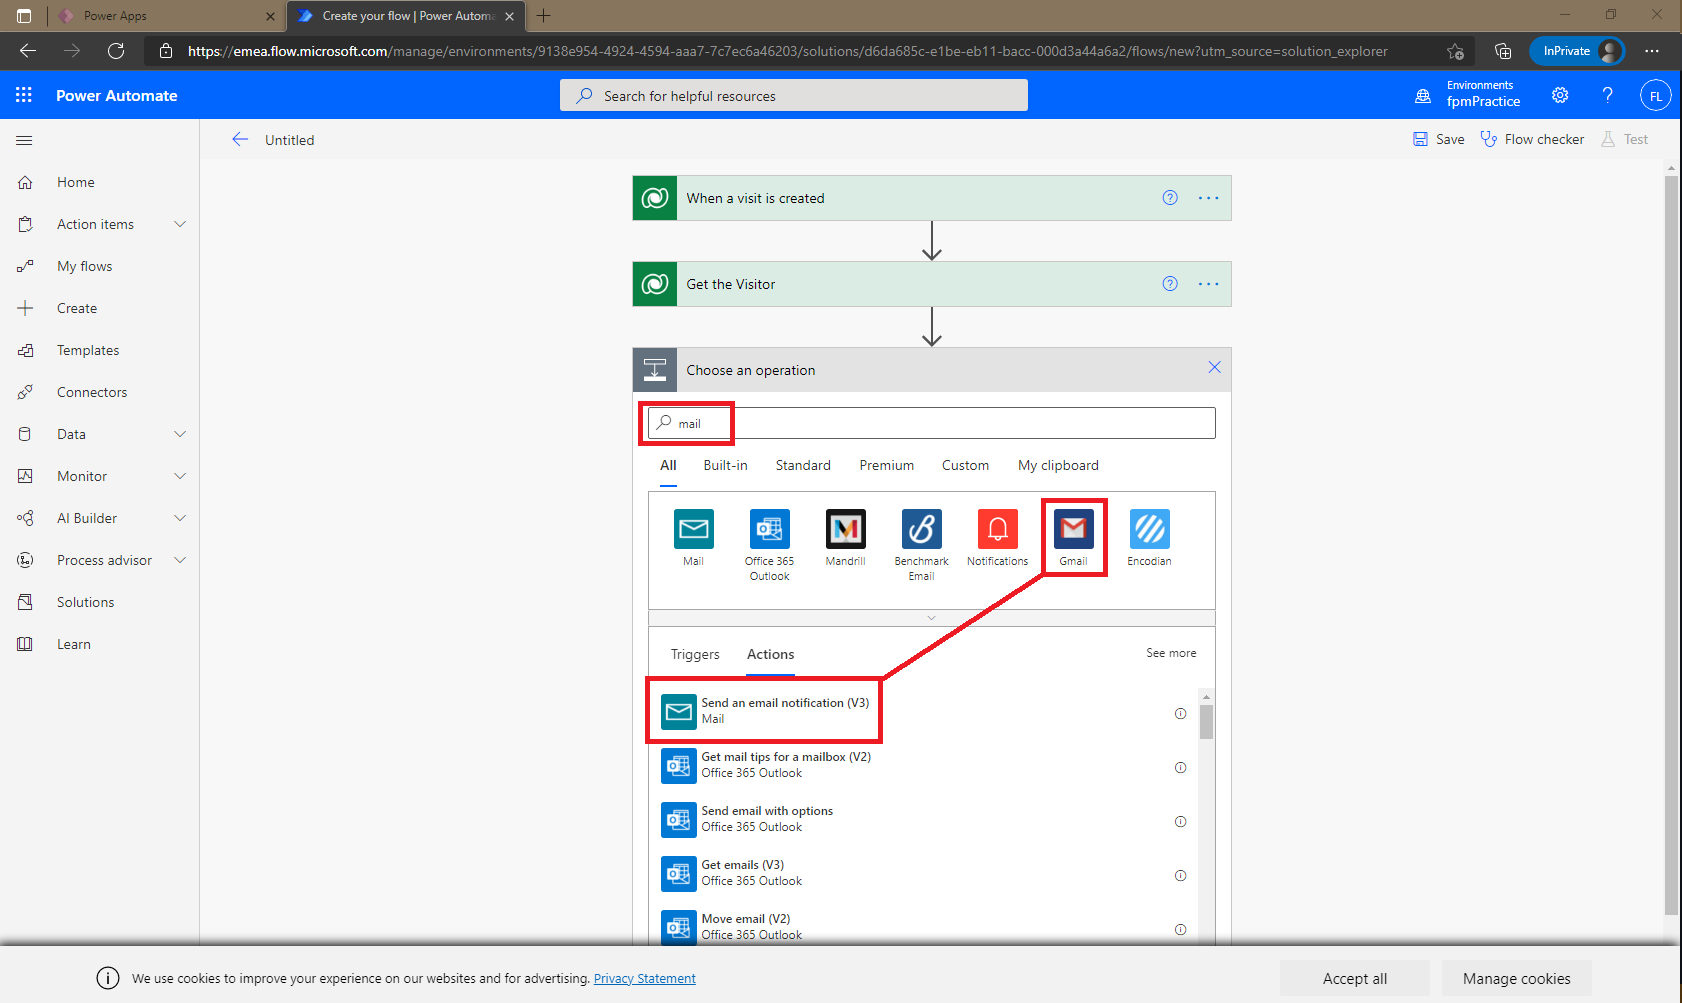 Power Apps
Create your flow | Power Automa
https://emea.flow.microsoft.com/manage/environments/9138e954-4924-4594-aaa7-7c7ec6a46203/solutions/d6da685c-e1be-eb11-bacc-000d3a44a6a2/flows/new?utm_source=solution_explorer
InPrivate
Power Automate
Search for helpful resources
Environments
fpmPractice
FL
Untitled
Save
Flow checker
Test
Home
Action items
My flows
Create
Templates
Connectors
Data
Monitor
AI Builder
Process advisor
Solutions
Learn
When a visit is created
Get the Visitor
Choose an operation
mail
All
Built-in
Standard
Premium
Custom
My clipboard
Mail
Office 365
Outlook
Mandrill
Benchmark
Email
Notifications
Gmail
Encodian
Triggers
Actions
See more
Send an email notification (V3)
Mail
Get mail tips for a mailbox (V2)
Office 365 Outlook
Send email with options
Office 365 Outlook
Get emails (V3)
Office 365 Outlook
Move email (V2)
Office 365 Outlook
We use cookies to improve your experience on our websites and for advertising. Privacy Statement
Accept all
Manage cookies